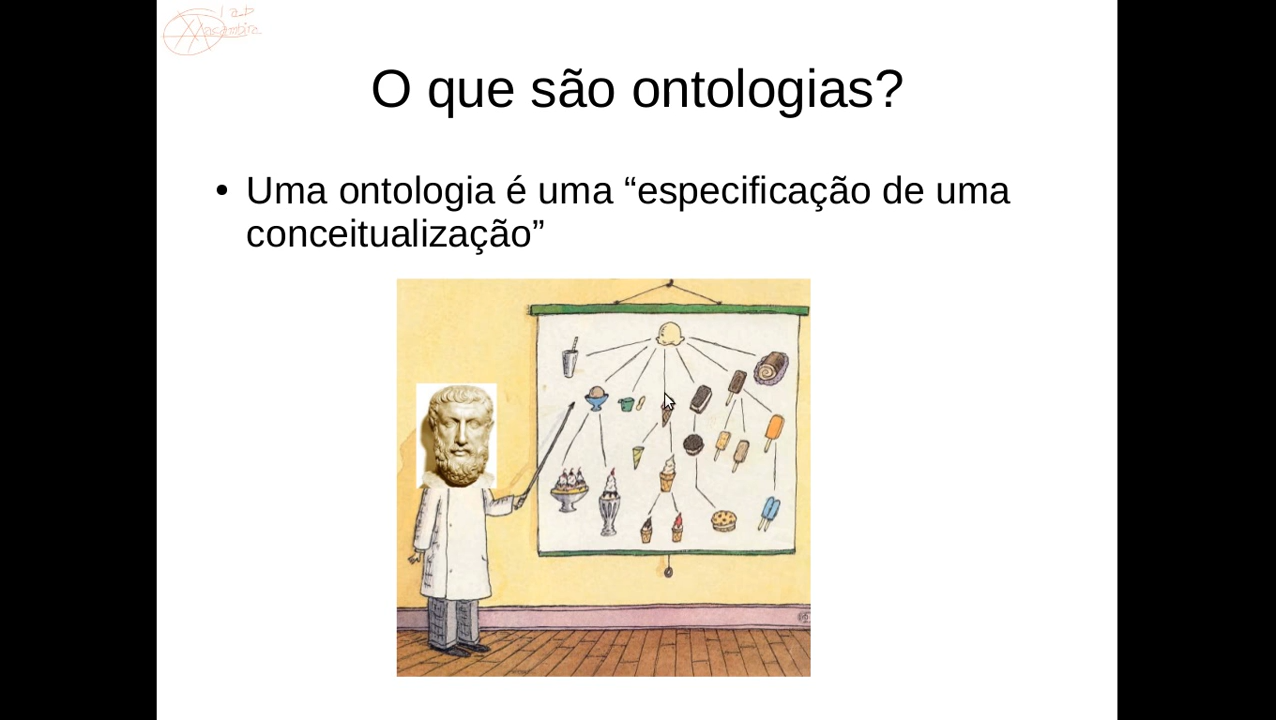 O que são ontologias?
• Uma ontologia é uma “especificação de uma
conceitualização”